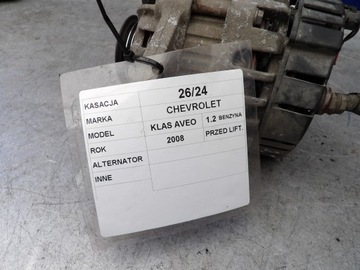 KASACJA 26/24
MARKA CHEVROLET
MODEL KLAS AVEO 1.2 BENZYNA
ROK 2008 PRZED LIFT.
ALTERNATOR
INNE